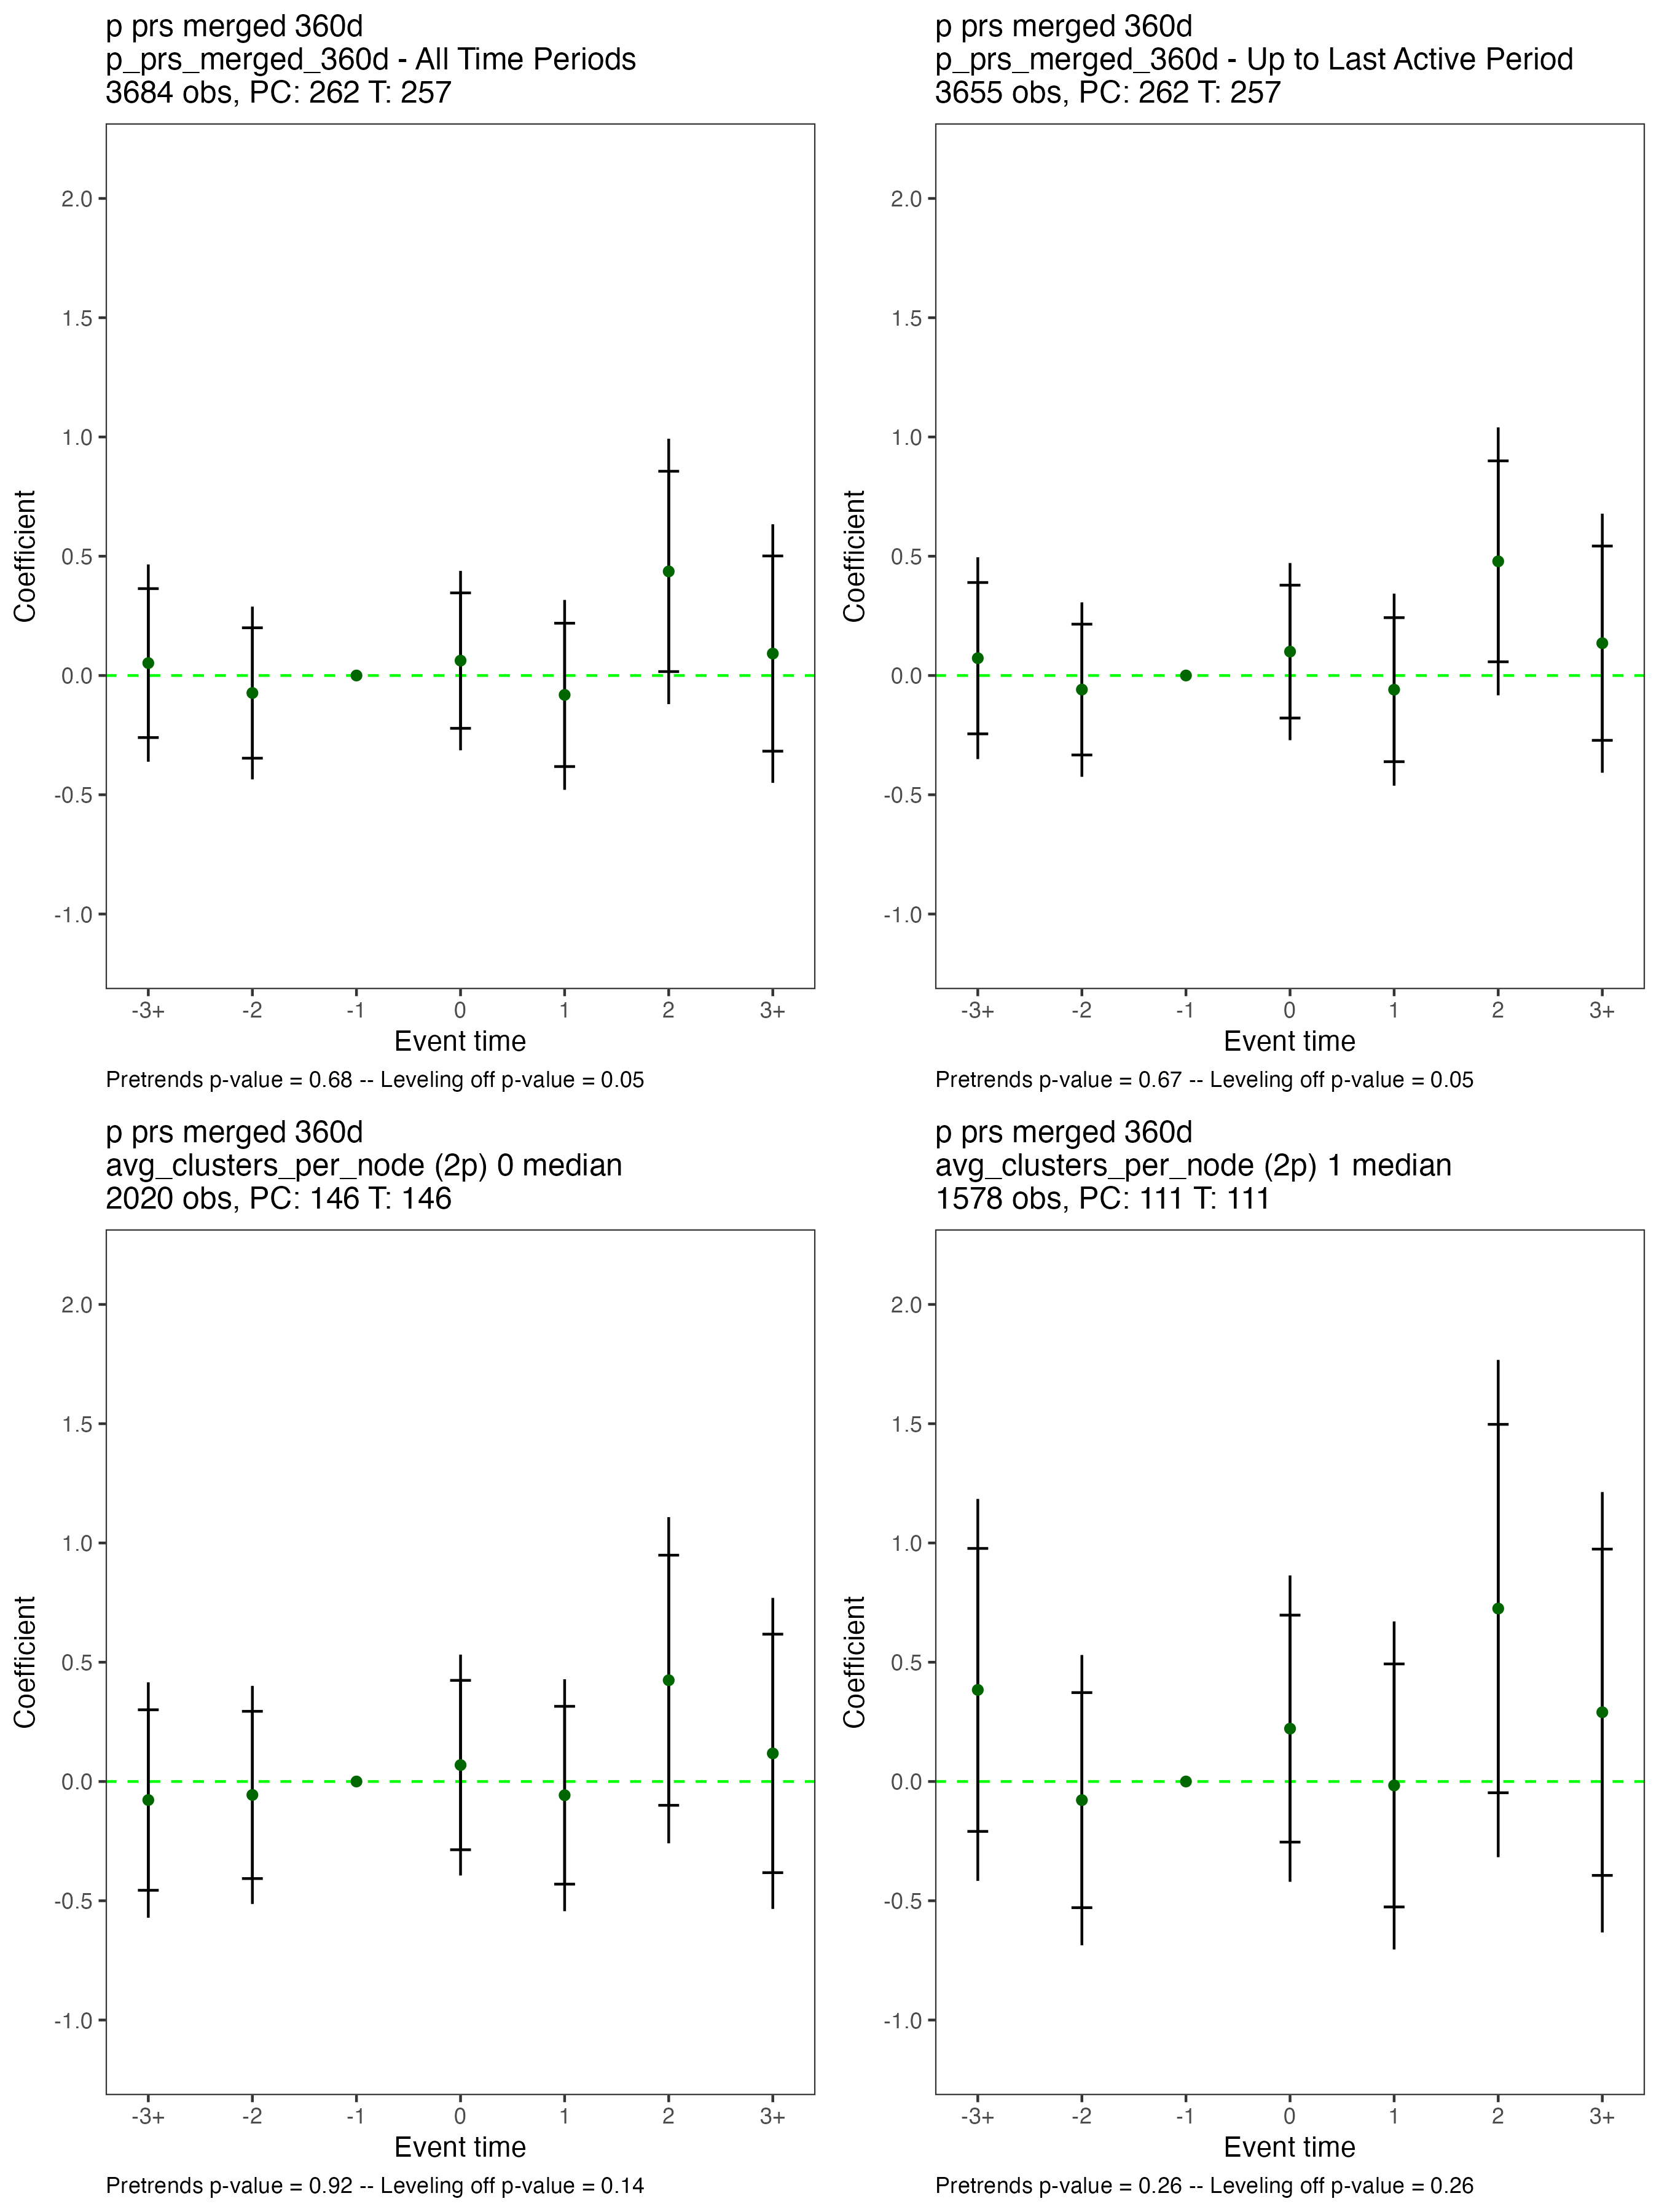 p prs merged 360d
p_prs_merged_360d - All Time Periods
3684 obs, PC: 262 T: 257
2.0
1.5
1.0
0.5
0.0
-0.5
-1.0
Coefficient
-3+ -2 -1 0 1 2 3+
Event time
Pretrends p-value = 0.68 -- Leveling off p-value = 0.05
p prs merged 360d
p_prs_merged_360d - Up to Last Active Period
3655 obs, PC: 262 T: 257
2.0
1.5
1.0
0.5
0.0
-0.5
-1.0
Coefficient
-3+ -2 -1 0 1 2 3+
Event time
Pretrends p-value = 0.67 -- Leveling off p-value = 0.05
p prs merged 360d
avg_clusters_per_node (2p) 0 median
2020 obs, PC: 146 T: 146
2.0
1.5
1.0
0.5
0.0
-0.5
-1.0
Coefficient
-3+ -2 -1 0 1 2 3+
Event time
Pretrends p-value = 0.92 -- Leveling off p-value = 0.14
p prs merged 360d
avg_clusters_per_node (2p) 1 median
1578 obs, PC: 111 T: 111
2.0
1.5
1.0
0.5
0.0
-0.5
-1.0
Coefficient
-3+ -2 -1 0 1 2 3+
Event time
Pretrends p-value = 0.26 -- Leveling off p-value = 0.26